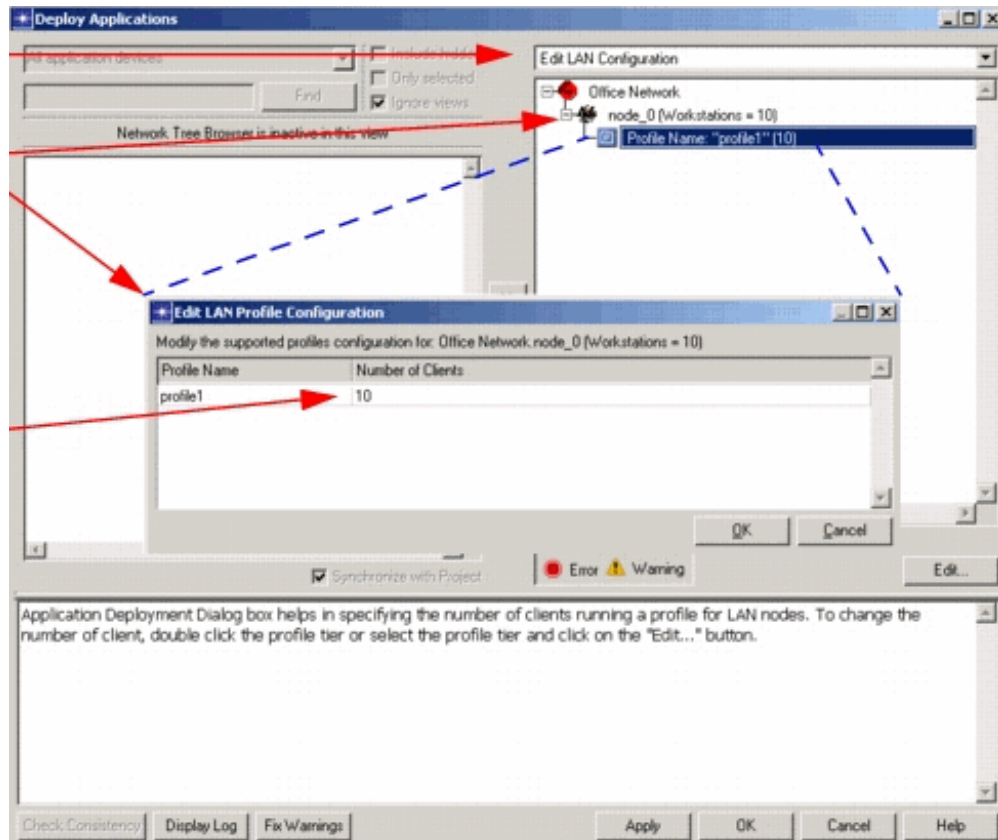 Deploy Applications
All application devices
Include hidden
Only selected
Find
Ignore views
Network Tree Browser is inactive in this view
Edit LAN Configuration
Office Network
node_0 (Workstations = 10)
Profile Name: "profile1" (10)
Edit LAN Profile Configuration
Modify the supported profiles configuration for: Office Network.node_0 (Workstations = 10)
Profile Name Number of Clients
profile1 10
OK Cancel
Synchronize with Project
Error Warning
Edit...
Application Deployment Dialog box helps in specifying the number of clients running a profile for LAN nodes. To change the
number of client, double click the profile tier or select the profile tier and click on the "Edit..." button.
Check Consistency Display Log Fix Warnings Apply OK Cancel Help